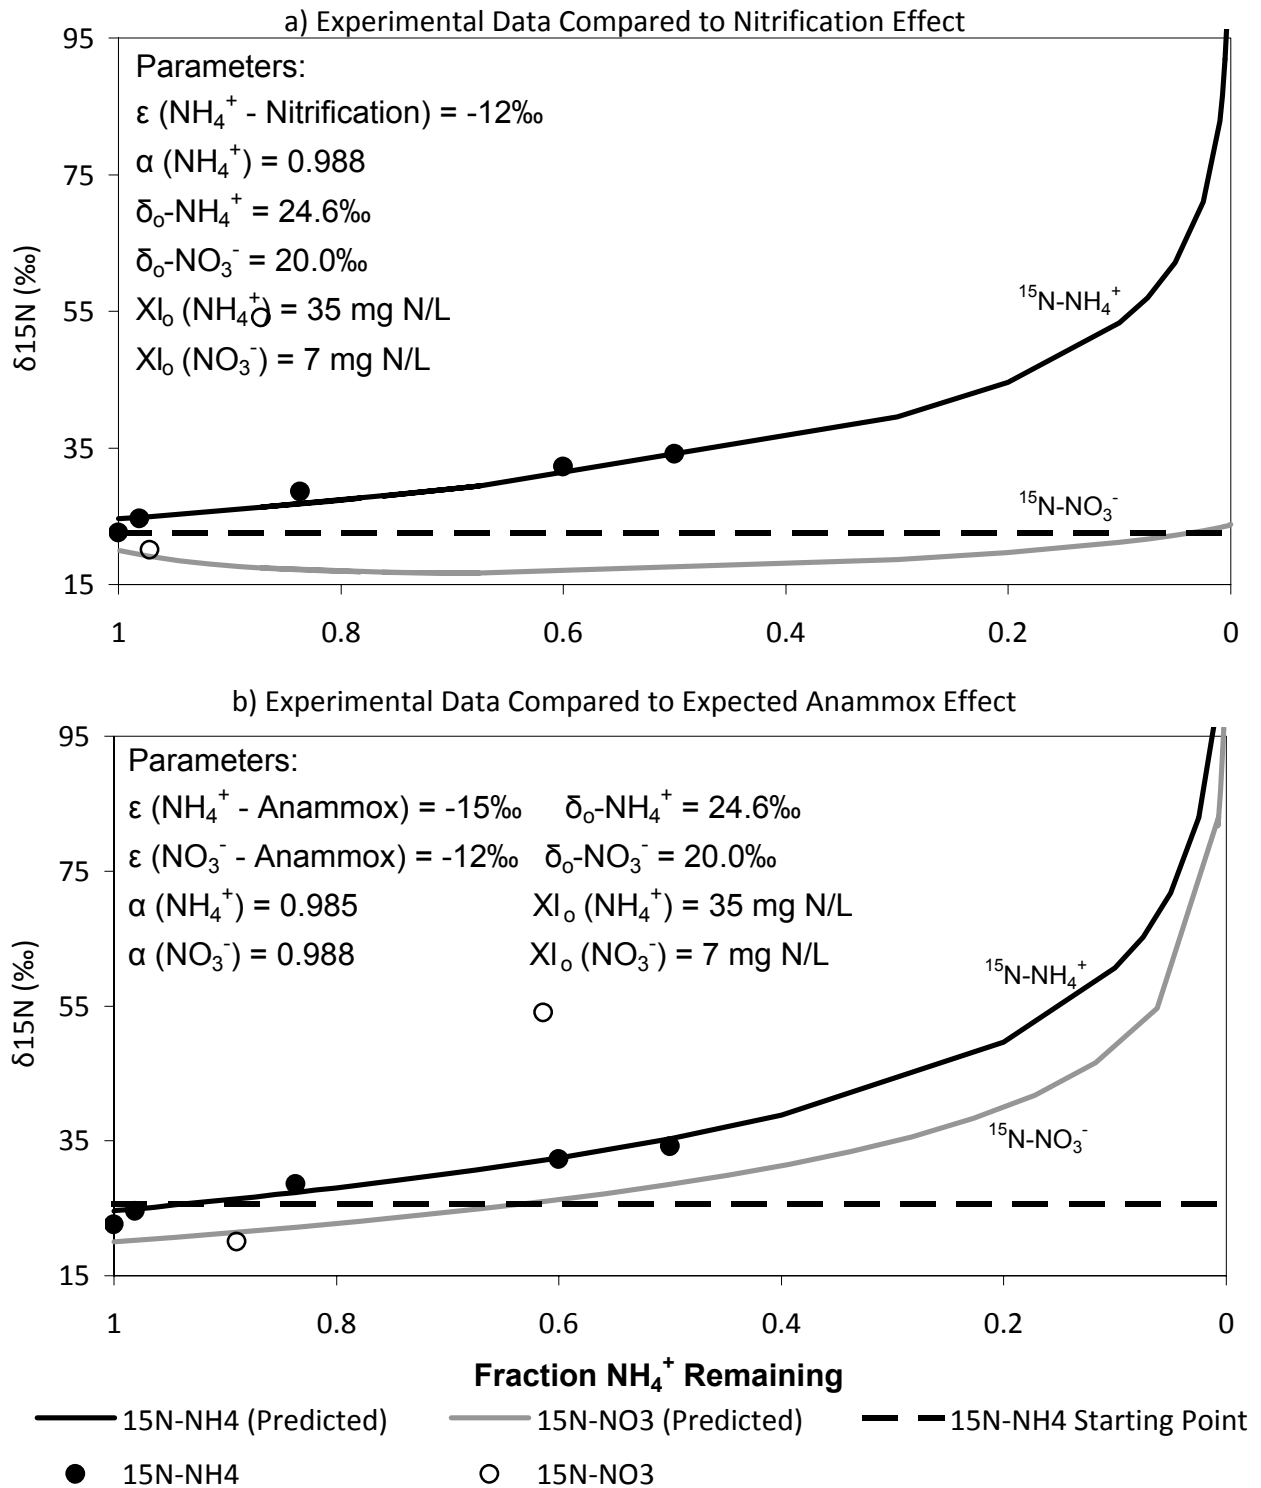 a) Experimental Data Compared to Nitrification Effect
95
Parameters:
ε (NH₄⁺ - Nitrification) = -12‰
α (NH₄⁺) = 0.988
75
δₒ-NH₄⁺ = 24.6‰
δₒ-NO₃⁻ = 20.0‰
δ15N (‰)
¹⁵N-NH₄⁺
55
Xlₒ (NH₄⁺) = 35 mg N/L
Xlₒ (NO₃⁻) = 7 mg N/L
35
¹⁵N-NO₃⁻
15
1 0.8 0.6 0.4 0.2 0
b) Experimental Data Compared to Expected Anammox Effect
95
Parameters:
ε (NH₄⁺ - Anammox) = -15‰ δₒ-NH₄⁺ = 24.6‰
ε (NO₃⁻ - Anammox) = -12‰ δₒ-NO₃⁻ = 20.0‰
75
α (NH₄⁺) = 0.985 Xlₒ (NH₄⁺) = 35 mg N/L
α (NO₃⁻) = 0.988 Xlₒ (NO₃⁻) = 7 mg N/L
δ15N (‰)
¹⁵N-NH₄⁺
55
35
¹⁵N-NO₃⁻
15
1 0.8 0.6 0.4 0.2 0
Fraction NH₄⁺ Remaining
15N-NH4 (Predicted) 15N-NO3 (Predicted) 15N-NH4 Starting Point
15N-NH4 15N-NO3